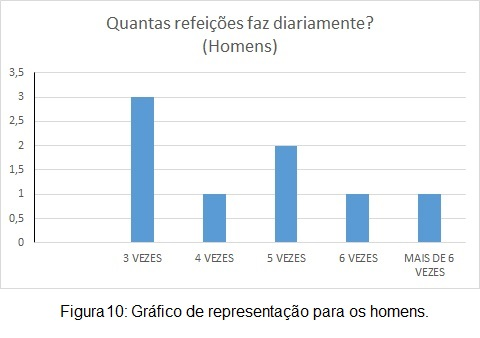 Quantas refeições faz diariamente?
(Homens)
3,5
3
2,5
2
1,5
1
0,5
0
3 VEZES
4 VEZES
5 VEZES
6 VEZES
MAIS DE 6
VEZES
Figura10: Gráfico de representação para os homens.